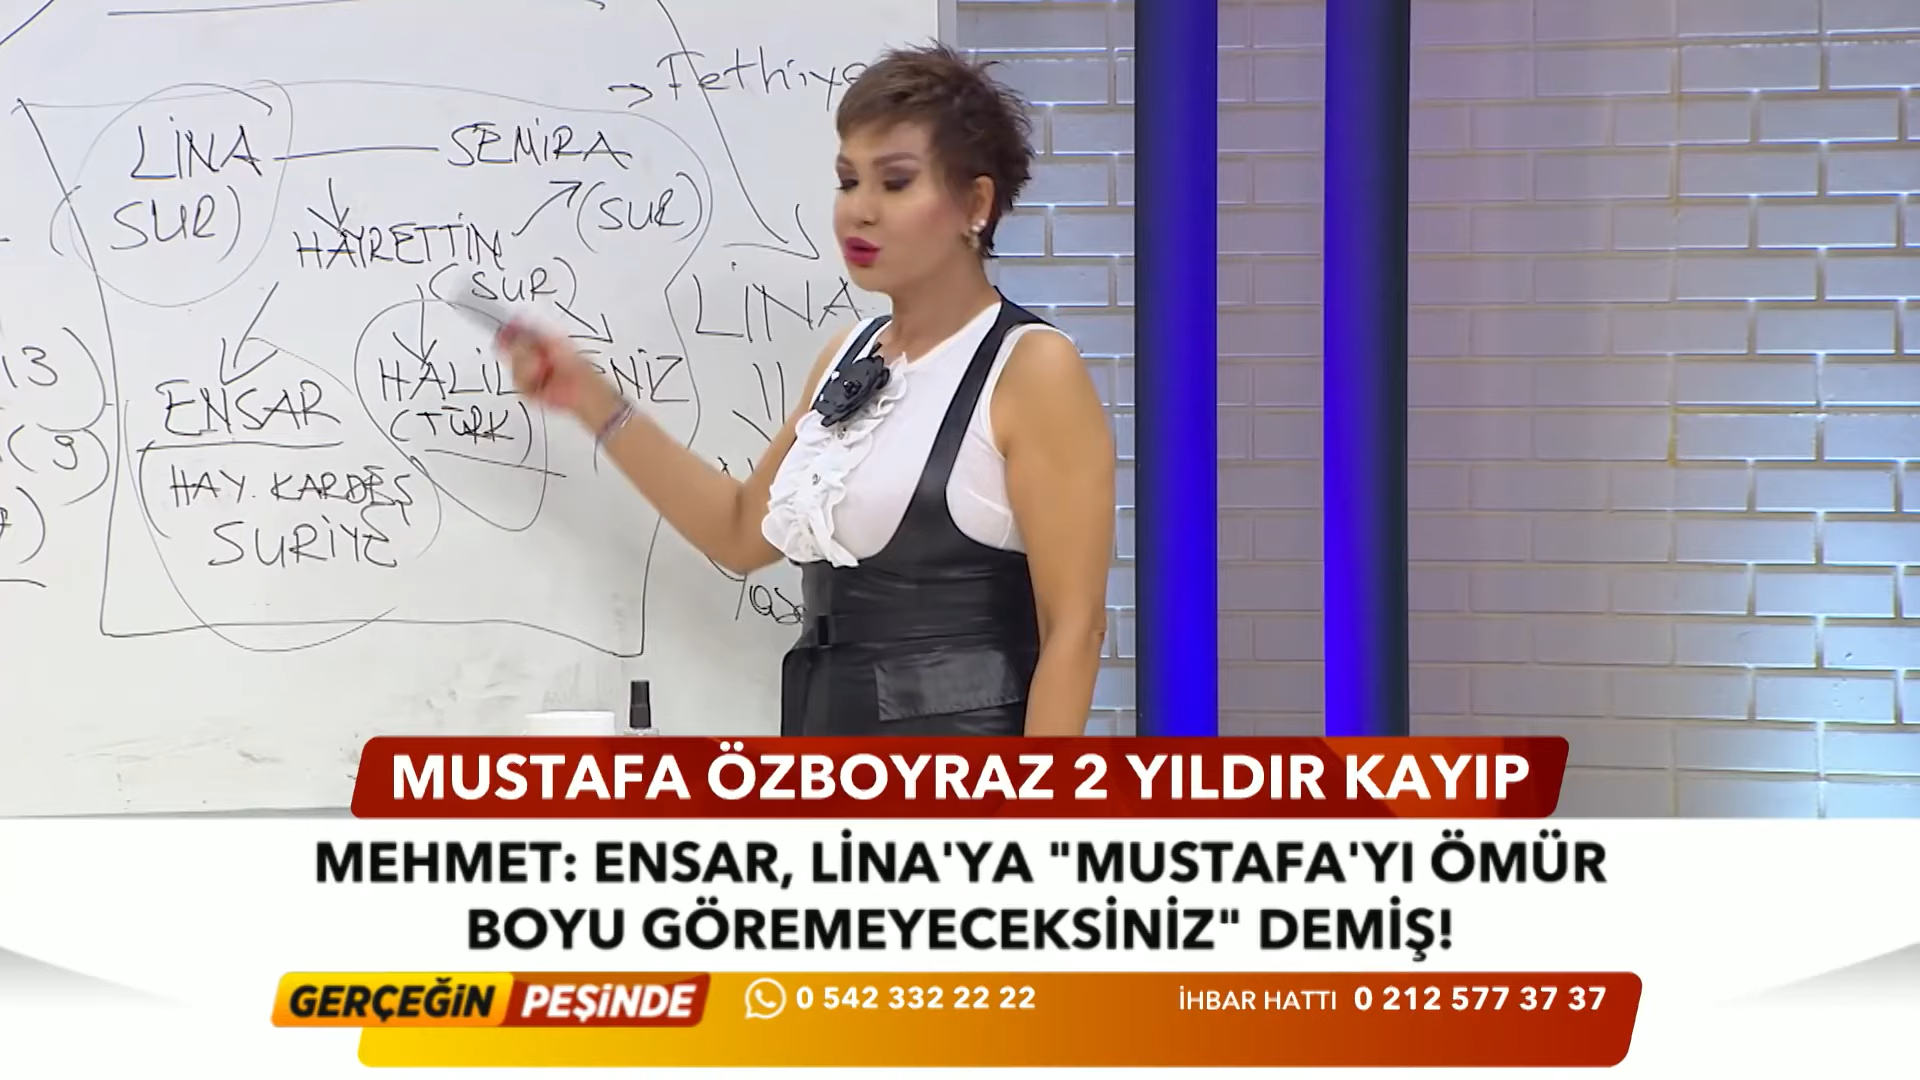 Fethiye
LİNA
SEMİRA
(SUR)
(SUR)
HAYRETTİN
(SUR)
LİNA
13
HALİL
ENİZ
ENSAR
(TÜRK)
(9)
HAY. KARDEŞ
SURİYE
MUSTAFA ÖZBOYRAZ 2 YILDIR KAYIP
MEHMET: ENSAR, LİNA'YA "MUSTAFA'YI ÖMÜR
BOYU GÖREMEYECEKSİNİZ" DEMİŞ!
GERÇEĞİN PEŞİNDE 0 542 332 22 22 İHBAR HATTI 0 212 577 37 37